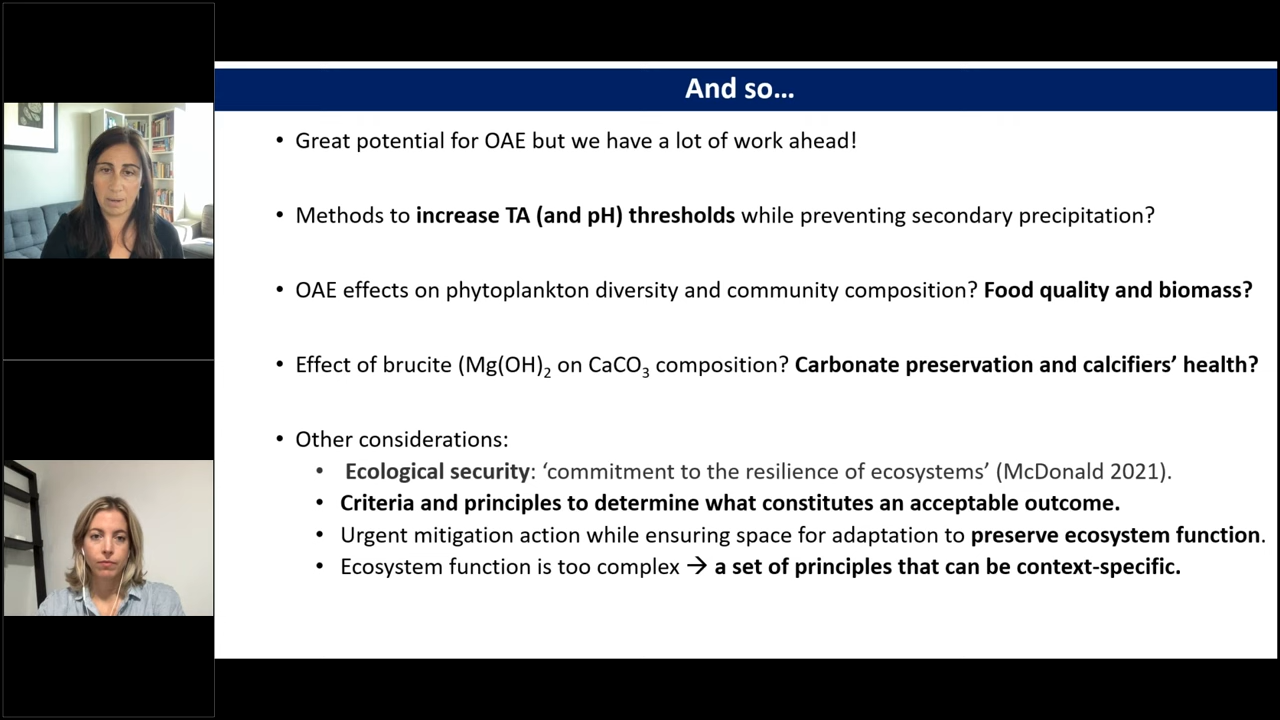 And so...
• Great potential for OAE but we have a lot of work ahead!
• Methods to increase TA (and pH) thresholds while preventing secondary precipitation?
• OAE effects on phytoplankton diversity and community composition? Food quality and biomass?
• Effect of brucite (Mg(OH)₂ on CaCO₃ composition? Carbonate preservation and calcifiers’ health?
• Other considerations:
• Ecological security: ‘commitment to the resilience of ecosystems’ (McDonald 2021).
• Criteria and principles to determine what constitutes an acceptable outcome.
• Urgent mitigation action while ensuring space for adaptation to preserve ecosystem function.
• Ecosystem function is too complex → a set of principles that can be context-specific.